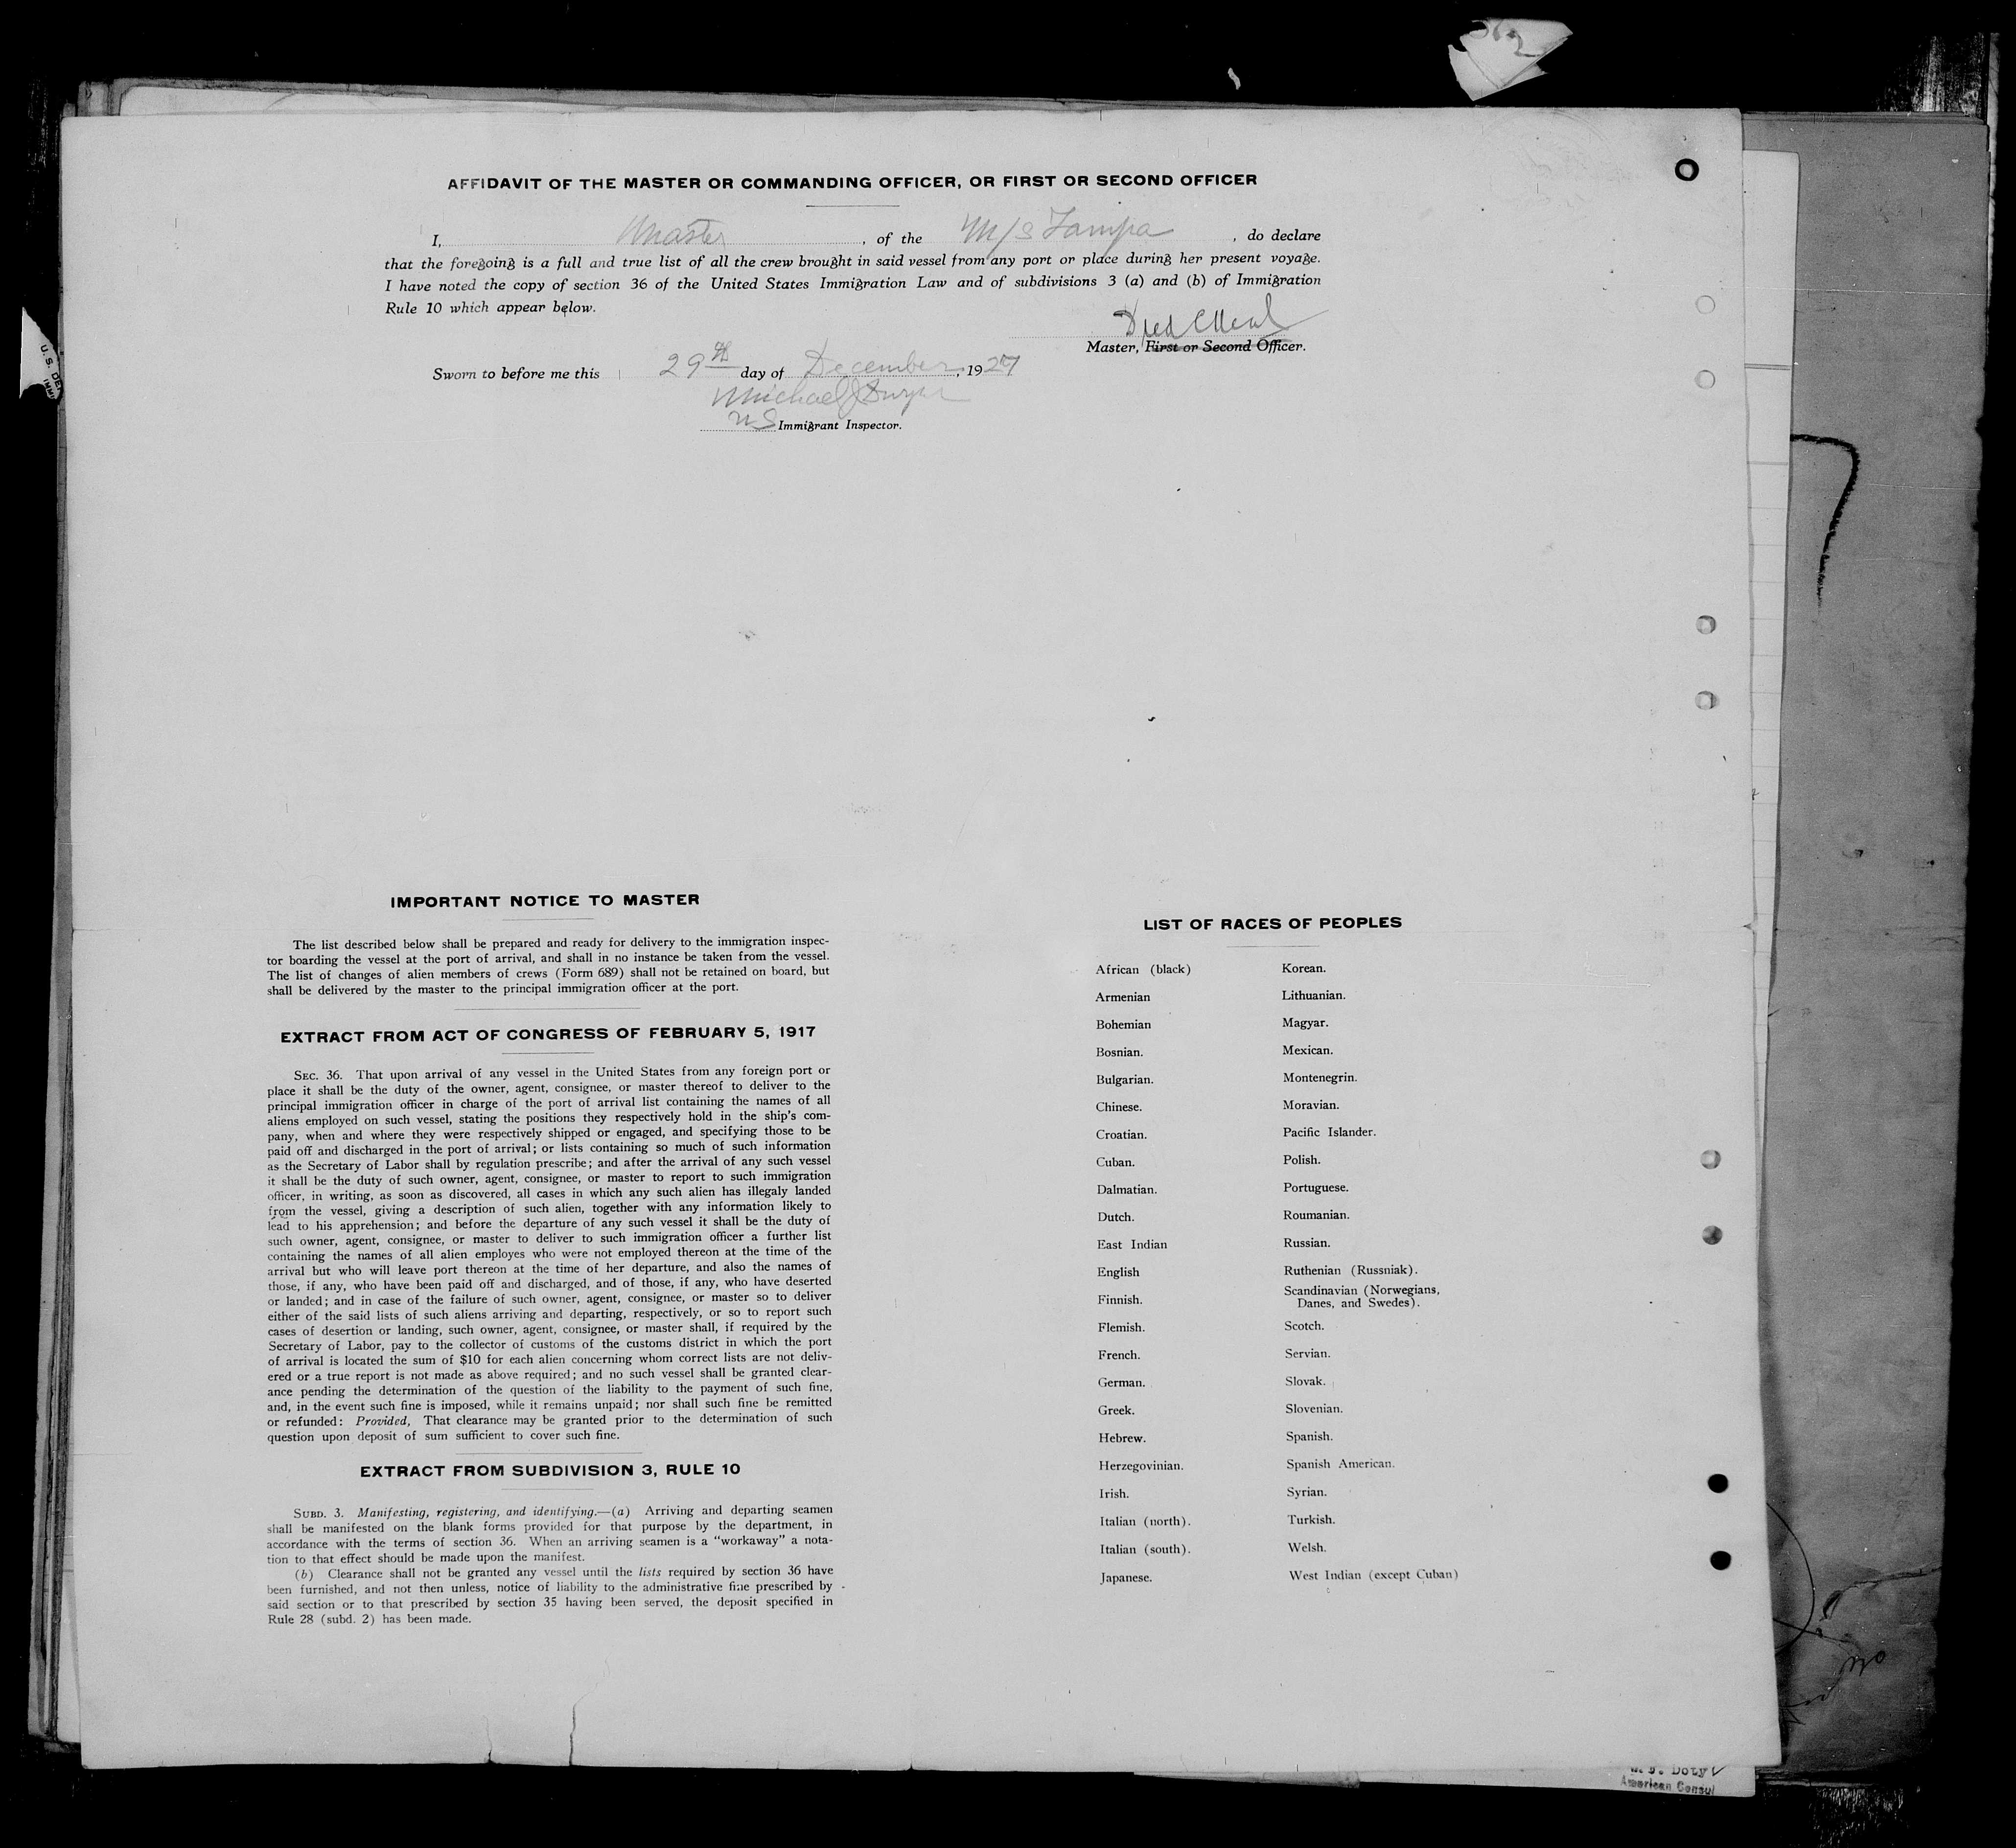 AFFIDAVIT OF THE MASTER OR COMMANDING OFFICER, OR FIRST OR SECOND OFFICER
I, Master, of the M/S Tampa, do declare
that the foregoing is a full and true list of all the crew brought in said vessel from any port or place during her present voyage.
I have noted the copy of section 36 of the United States Immigration Law and of subdivisions 3 (a) and (b) of Immigration
Rule 10 which appear below.
Master, First or Second Officer.
Sworn to before me this 29th day of December, 1927
Michael J Dwyer
US Immigrant Inspector.
IMPORTANT NOTICE TO MASTER
The list described below shall be prepared and ready for delivery to the immigration inspec-
tor boarding the vessel at the port of arrival, and shall in no instance be taken from the vessel.
The list of changes of alien members of crews (Form 689) shall not be retained on board, but
shall be delivered by the master to the principal immigration officer at the port.
EXTRACT FROM ACT OF CONGRESS OF FEBRUARY 5, 1917
SEC. 36. That upon arrival of any vessel in the United States from any foreign port or
place it shall be the duty of the owner, agent, consignee, or master thereof to deliver to the
principal immigration officer in charge of the port of arrival list containing the names of all
aliens employed on such vessel, stating the positions they respectively hold in the ship's com-
pany, when and where they were respectively shipped or engaged, and specifying those to be
paid off and discharged in the port of arrival; or lists containing so much of such information
as the Secretary of Labor shall by regulation prescribe; and after the arrival of any such vessel
it shall be the duty of such owner, agent, consignee, or master to report to such immigration
officer, in writing, as soon as discovered, all cases in which any such alien has illegaly landed
from the vessel, giving a description of such alien, together with any information likely to
lead to his apprehension; and before the departure of any such vessel it shall be the duty of
such owner, agent, consignee, or master to deliver to such immigration officer a further list
containing the names of all alien employes who were not employed thereon at the time of the
arrival but who will leave port thereon at the time of her departure, and also the names of
those, if any, who have been paid off and discharged, and of those, if any, who have deserted
or landed; and in case of the failure of such owner, agent, consignee, or master so to deliver
either of the said lists of such aliens arriving and departing, respectively, or so to report such
cases of desertion or landing, such owner, agent, consignee, or master shall, if required by the
Secretary of Labor, pay to the collector of customs of the customs district in which the port
of arrival is located the sum of $10 for each alien concerning whom correct lists are not deliv-
ered or a true report is not made as above required; and no such vessel shall be granted clear-
ance pending the determination of the question of the liability to the payment of such fine,
and, in the event such fine is imposed, while it remains unpaid; nor shall such fine be remitted
or refunded: Provided, That clearance may be granted prior to the determination of such
question upon deposit of sum sufficient to cover such fine.
EXTRACT FROM SUBDIVISION 3, RULE 10
SUBD. 3. Manifesting, registering, and identifying.—(a) Arriving and departing seamen
shall be manifested on the blank forms provided for that purpose by the department, in
accordance with the terms of section 36. When an arriving seamen is a "workaway" a nota-
tion to that effect should be made upon the manifest.
(b) Clearance shall not be granted any vessel until the lists required by section 36 have
been furnished, and not then unless, notice of liability to the administrative fine prescribed by
said section or to that prescribed by section 35 having been served, the deposit specified in
Rule 28 (subd. 2) has been made.
LIST OF RACES OF PEOPLES
African (black)
Armenian
Bohemian
Bosnian.
Bulgarian.
Chinese.
Croatian.
Cuban.
Dalmatian.
Dutch.
East Indian
English
Finnish.
Flemish.
French.
German.
Greek.
Hebrew.
Herzegovinian.
Irish.
Italian (north).
Italian (south).
Japanese.
Korean.
Lithuanian.
Magyar.
Mexican.
Montenegrin.
Moravian.
Pacific Islander.
Polish.
Portuguese.
Roumanian.
Russian.
Ruthenian (Russniak).
Scandinavian (Norwegians,
Danes, and Swedes).
Scotch.
Servian.
Slovak.
Slovenian.
Spanish.
Spanish American.
Syrian.
Turkish.
Welsh.
West Indian (except Cuban)
Doty
American Consul